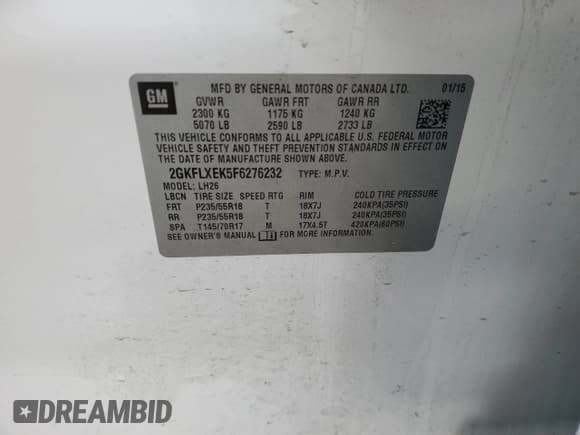 GM
MFD BY GENERAL MOTORS OF CANADA LTD. 01/15
GVWR GAWR FRT GAWR RR
2300 KG 1175 KG 1240 KG
5070 LB 2590 LB 2733 LB
THIS VEHICLE CONFORMS TO ALL APPLICABLE U.S. FEDERAL MOTOR
VEHICLE SAFETY AND THEFT PREVENTION STANDARDS IN EFFECT ON
THE DATE OF MANUFACTURE SHOWN ABOVE.
2GKFLXEK5F6276232 TYPE: M.P.V.
MODEL: LH26
LBCN TIRE SIZE SPEED RTG RIM COLD TIRE PRESSURE
FRT P235/55R18 T 18X7J 240KPA(35PSI)
RR P235/55R18 T 18X7J 240KPA(35PSI)
SPA T145/70R17 M 17X4.5T 420KPA(60PSI)
SEE OWNER'S MANUAL FOR MORE INFORMATION.
DREAMBID